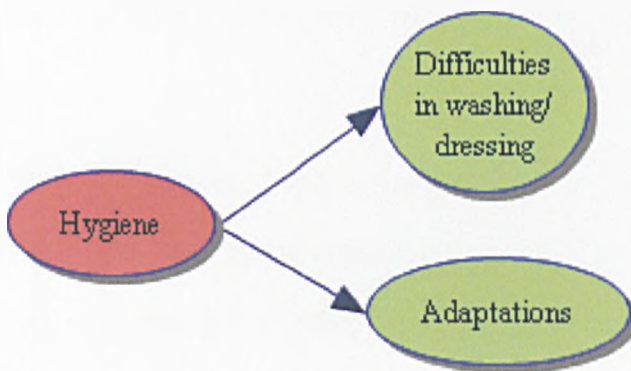 Difficulties
in washing/
dressing
Hygiene
Adaptations